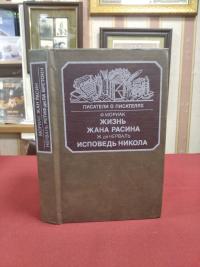 ПИСАТЕЛИ О ПИСАТЕЛЯХ
Ф. МОРИАК
ЖИЗНЬ
ЖАНА РАСИНА
Ж. де НЕРВАЛЬ
ИСПОВЕДЬ НИКОЛА